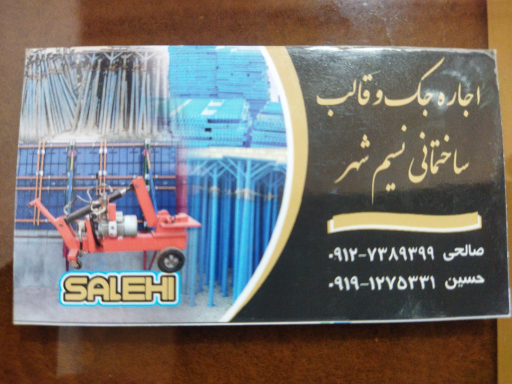 اجاره جک و قالب
ساختمانی نسیم شهر
صالحی ۰۹۱۲-۷۳۸۹۳۹۹
حسین ۰۹۱۹-۱۲۷۵۳۳۱
SALEHI